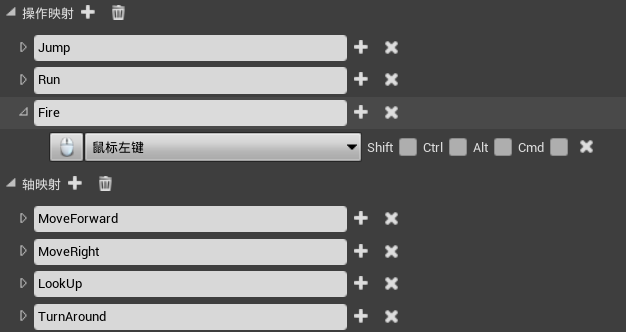 操作映射
Jump
Run
Fire
鼠标左键 Shift Ctrl Alt Cmd
轴映射
MoveForward
MoveRight
LookUp
TurnAround